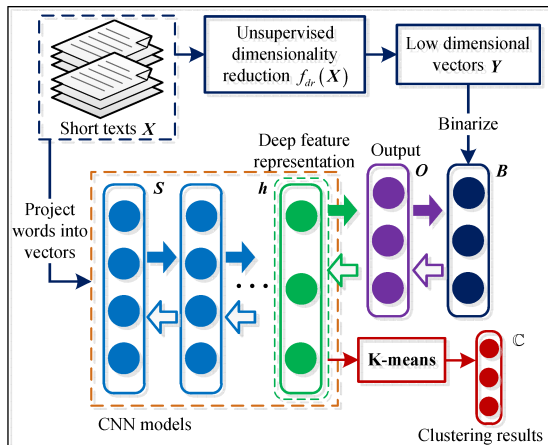 Unsupervised
dimensionality
reduction f_dr(X)
Low dimensional
vectors Y
Short texts X
Binarize
Deep feature
representation
Output
S
h
O
B
Project
words into
vectors
...
K-means
ℂ
CNN models
Clustering results